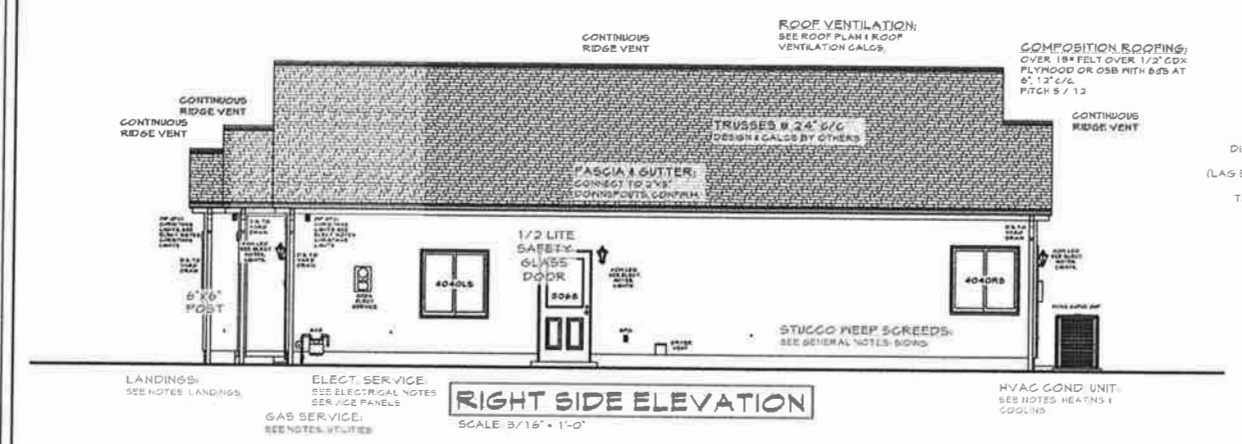 CONTINUOUS
RIDGE VENT
ROOF VENTILATION:
SEE ROOF PLAN & ROOF
VENTILATION CALCS.
COMPOSITION ROOFING:
OVER 15# FELT OVER 1/2" CDX
PLYWOOD OR OSB WITH 8dS AT
6", 12" c/c.
PITCH 5 / 12
CONTINUOUS
RIDGE VENT
CONTINUOUS
RIDGE VENT
CONTINUOUS
RIDGE VENT
TRUSSES @ 24" c/c
DESIGN & CALCS BY OTHERS
FASCIA & GUTTER:
CONNECT TO 2"x3"
DOWNSPOUTS, CONFIRM
1/2 LITE
SAFETY
GLASS
DOOR
4040LS
5068
4040RS
6"X6"
POST
GAS
DRYER
VENT
STUCCO WEEP SCREEDS:
SEE GENERAL NOTES:
LANDINGS:
SEE NOTES: LANDINGS,
ELECT. SERVICE:
SEE ELECTRICAL NOTES
SERVICE PANELS
GAS SERVICE:
SEE NOTES: UTILITIES
HVAC COND UNIT:
SEE NOTES HEATING &
COOLING
RIGHT SIDE ELEVATION
SCALE 3/16" = 1'-0"